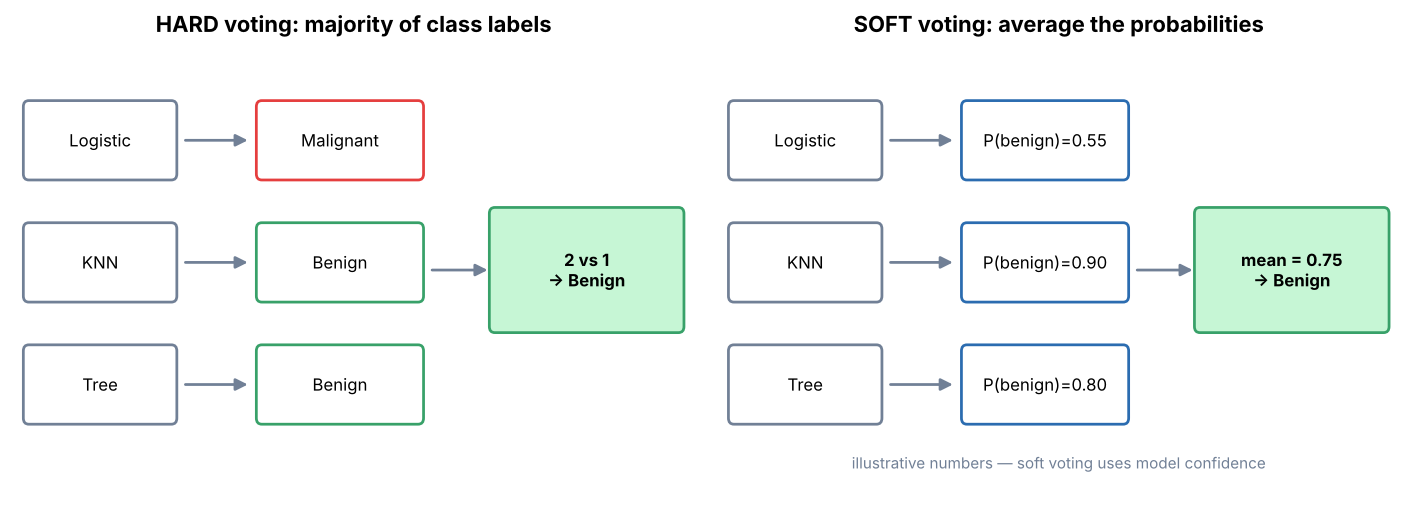 HARD voting: majority of class labels
Logistic
Malignant
KNN
Benign
2 vs 1
→ Benign
Tree
Benign
SOFT voting: average the probabilities
Logistic
P(benign)=0.55
KNN
P(benign)=0.90
mean = 0.75
→ Benign
Tree
P(benign)=0.80
illustrative numbers — soft voting uses model confidence